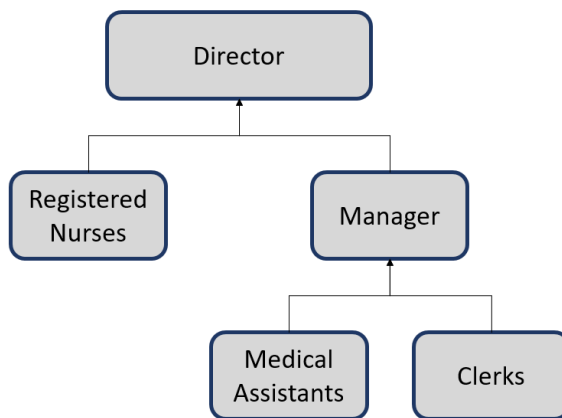 Director
Registered
Nurses
Manager
Medical
Assistants
Clerks